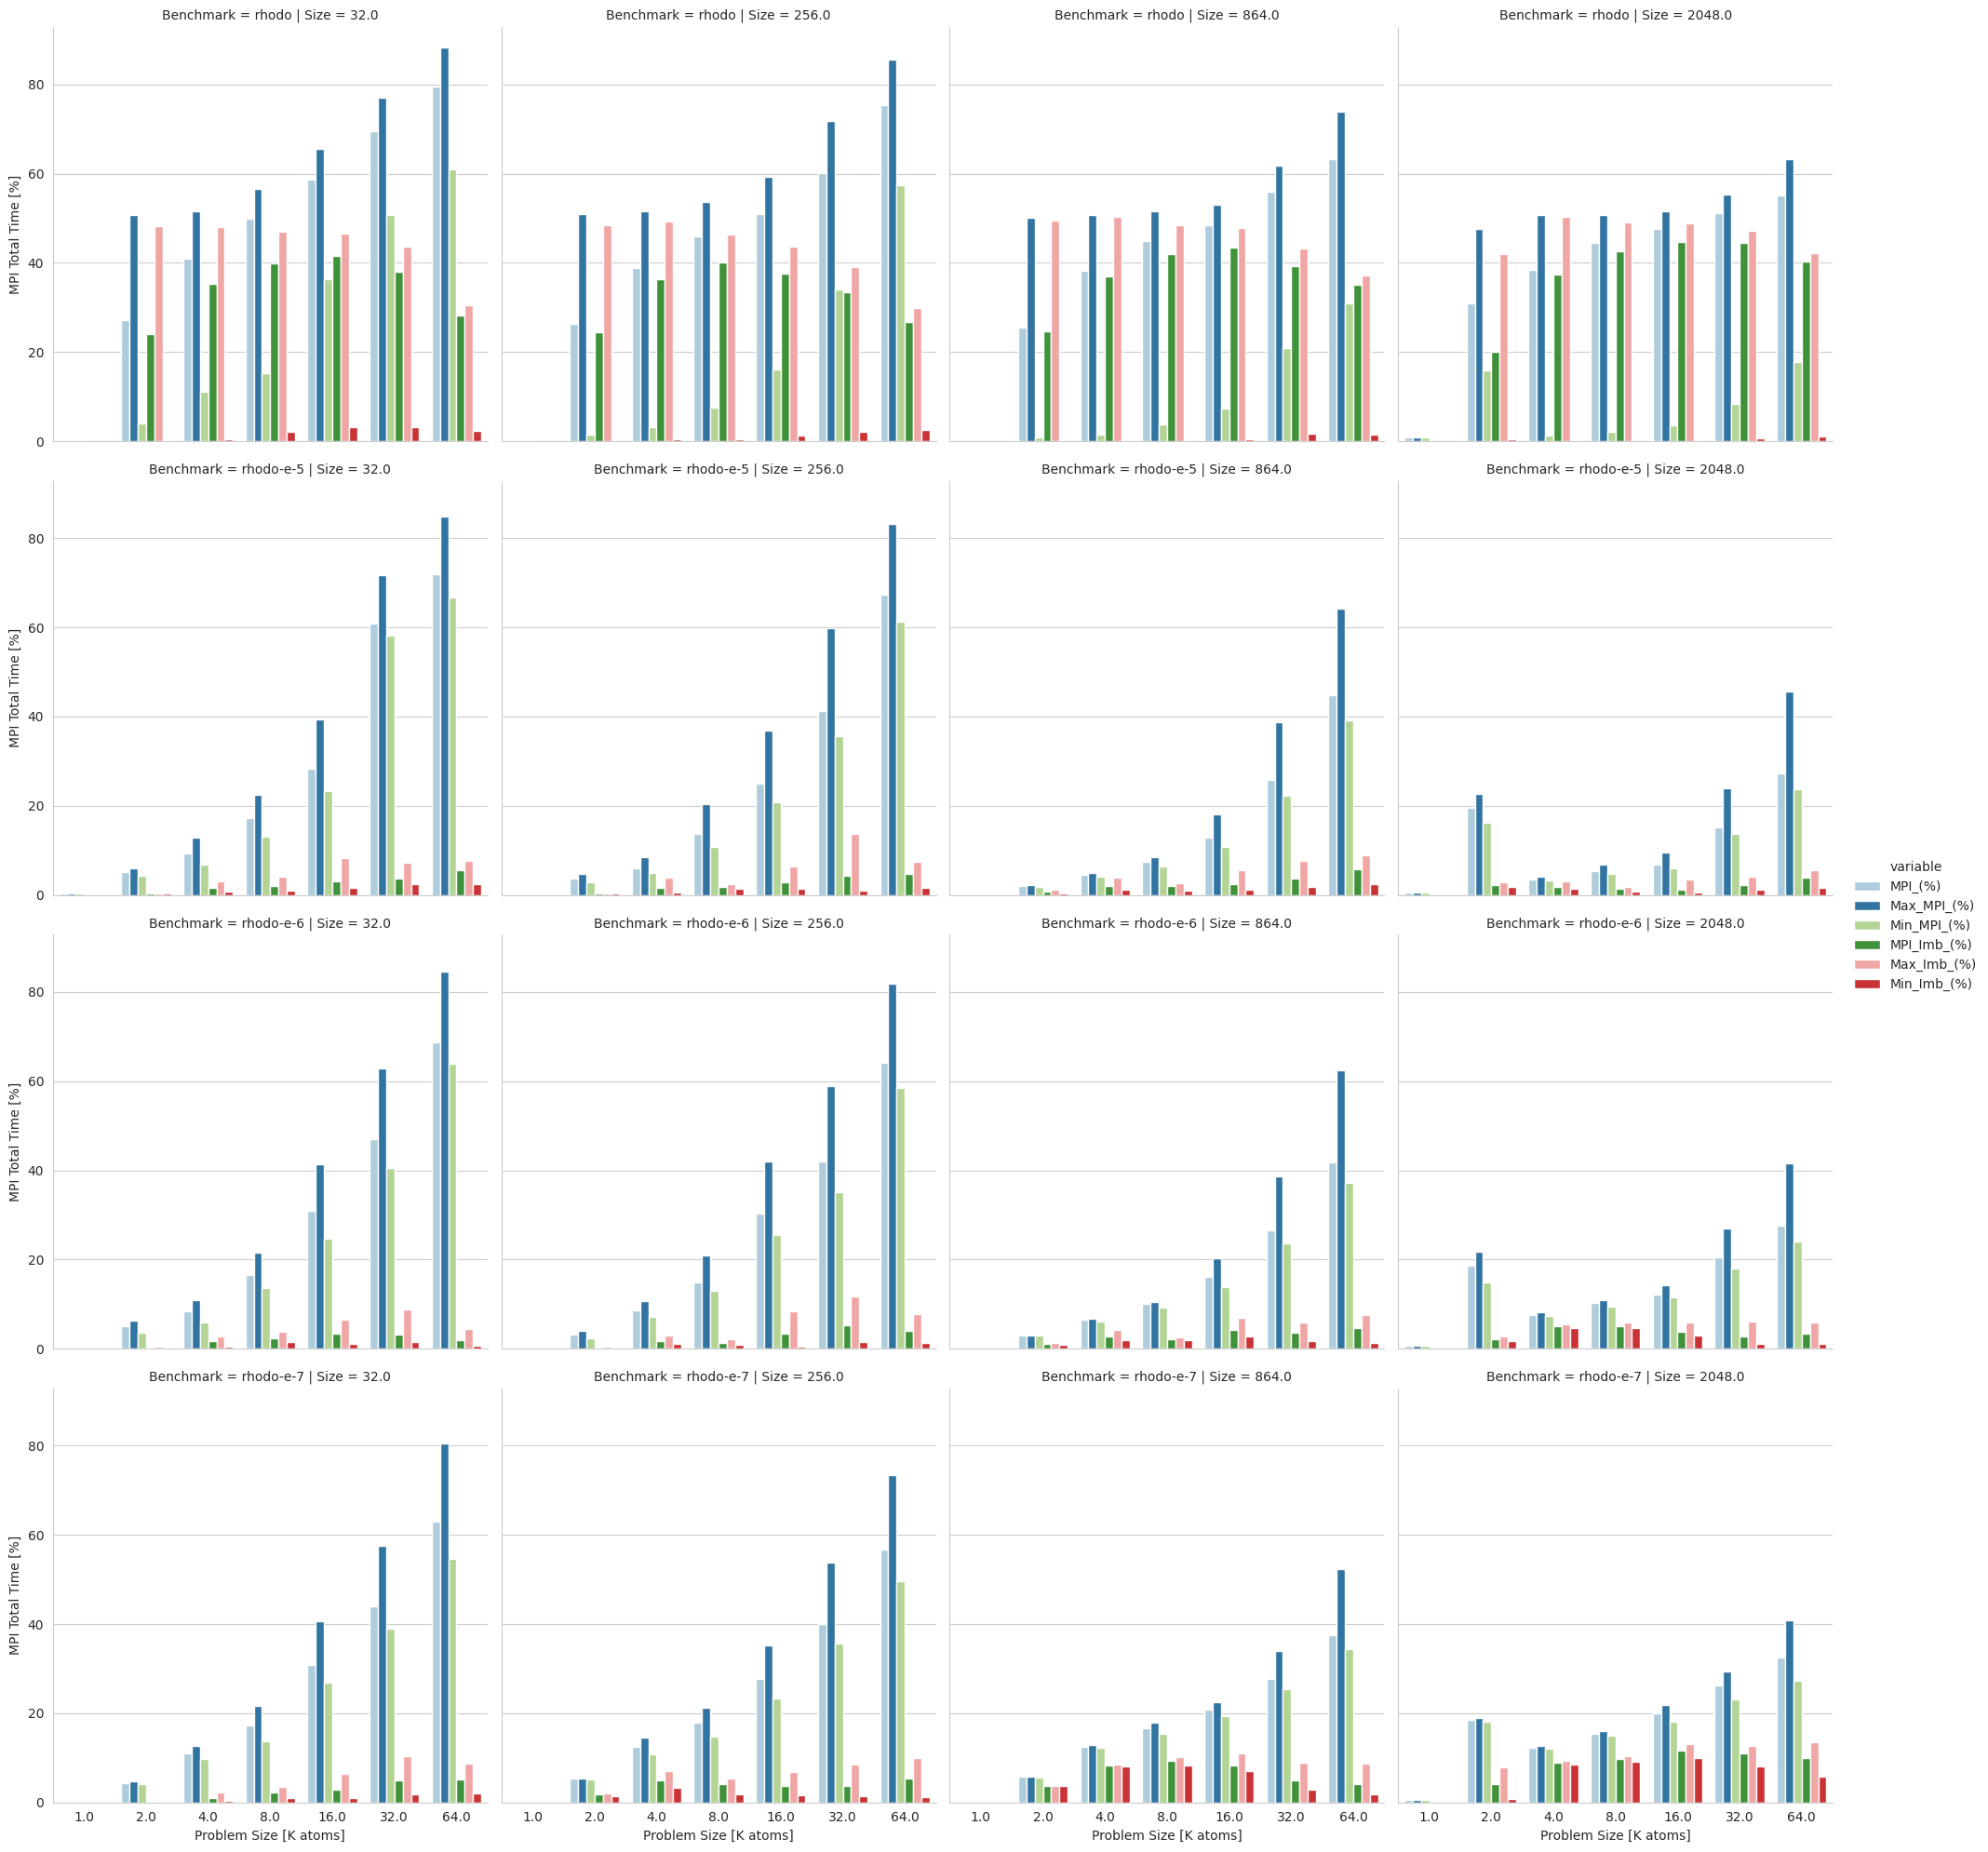 Benchmark = rhodo | Size = 32.0
Benchmark = rhodo | Size = 256.0
Benchmark = rhodo | Size = 864.0
Benchmark = rhodo | Size = 2048.0
80
60
40
20
0
MPI Total Time [%]
Benchmark = rhodo-e-5 | Size = 32.0
Benchmark = rhodo-e-5 | Size = 256.0
Benchmark = rhodo-e-5 | Size = 864.0
Benchmark = rhodo-e-5 | Size = 2048.0
80
60
40
20
0
MPI Total Time [%]
variable
MPI_(%)
Max_MPI_(%)
Min_MPI_(%)
MPI_Imb_(%)
Max_Imb_(%)
Min_Imb_(%)
Benchmark = rhodo-e-6 | Size = 32.0
Benchmark = rhodo-e-6 | Size = 256.0
Benchmark = rhodo-e-6 | Size = 864.0
Benchmark = rhodo-e-6 | Size = 2048.0
80
60
40
20
0
MPI Total Time [%]
Benchmark = rhodo-e-7 | Size = 32.0
Benchmark = rhodo-e-7 | Size = 256.0
Benchmark = rhodo-e-7 | Size = 864.0
Benchmark = rhodo-e-7 | Size = 2048.0
80
60
40
20
0
MPI Total Time [%]
1.0 2.0 4.0 8.0 16.0 32.0 64.0
Problem Size [K atoms]
1.0 2.0 4.0 8.0 16.0 32.0 64.0
Problem Size [K atoms]
1.0 2.0 4.0 8.0 16.0 32.0 64.0
Problem Size [K atoms]
1.0 2.0 4.0 8.0 16.0 32.0 64.0
Problem Size [K atoms]